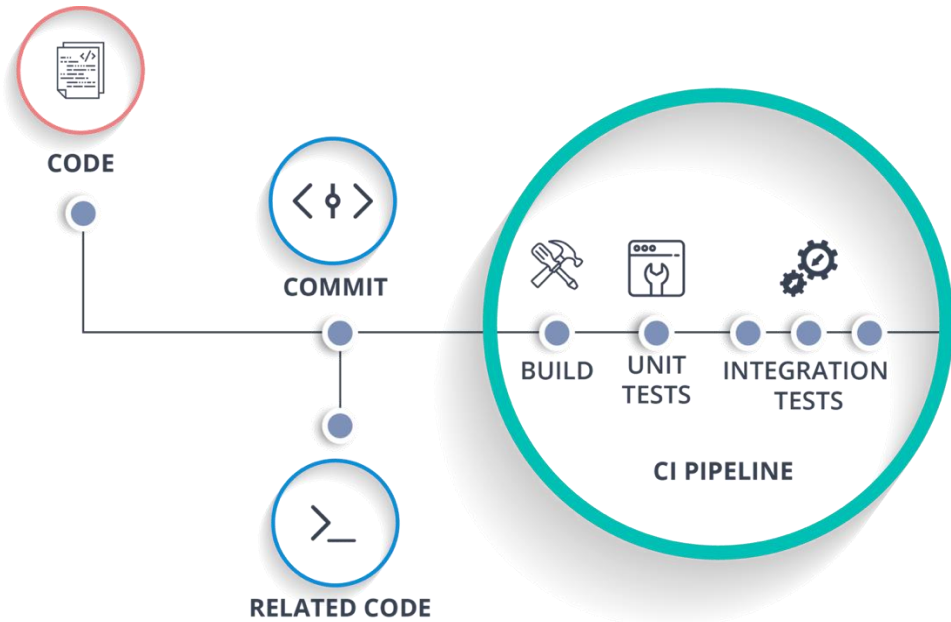 CODE
COMMIT
BUILD
UNIT
TESTS
INTEGRATION
TESTS
CI PIPELINE
RELATED CODE